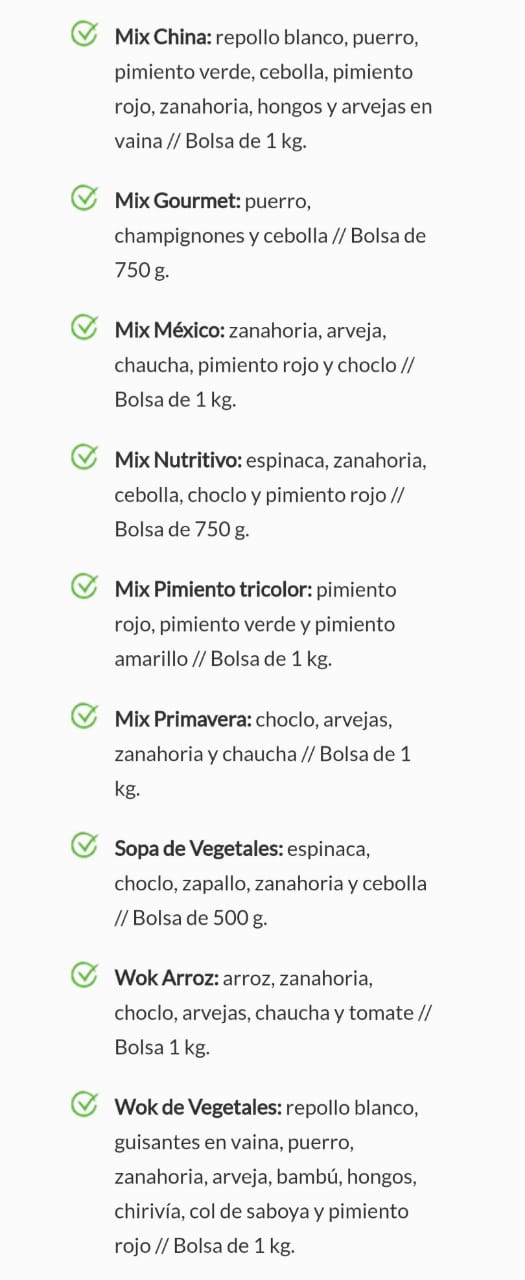 Mix China: repollo blanco, puerro,
pimiento verde, cebolla, pimiento
rojo, zanahoria, hongos y arvejas en
vaina // Bolsa de 1 kg.
Mix Gourmet: puerro,
champignones y cebolla // Bolsa de
750 g.
Mix México: zanahoria, arveja,
chaucha, pimiento rojo y choclo //
Bolsa de 1 kg.
Mix Nutritivo: espinaca, zanahoria,
cebolla, choclo y pimiento rojo //
Bolsa de 750 g.
Mix Pimiento tricolor: pimiento
rojo, pimiento verde y pimiento
amarillo // Bolsa de 1 kg.
Mix Primavera: choclo, arvejas,
zanahoria y chaucha // Bolsa de 1
kg.
Sopa de Vegetales: espinaca,
choclo, zapallo, zanahoria y cebolla
// Bolsa de 500 g.
Wok Arroz: arroz, zanahoria,
choclo, arvejas, chaucha y tomate //
Bolsa 1 kg.
Wok de Vegetales: repollo blanco,
guisantes en vaina, puerro,
zanahoria, arveja, bambú, hongos,
chirivía, col de saboya y pimiento
rojo // Bolsa de 1 kg.